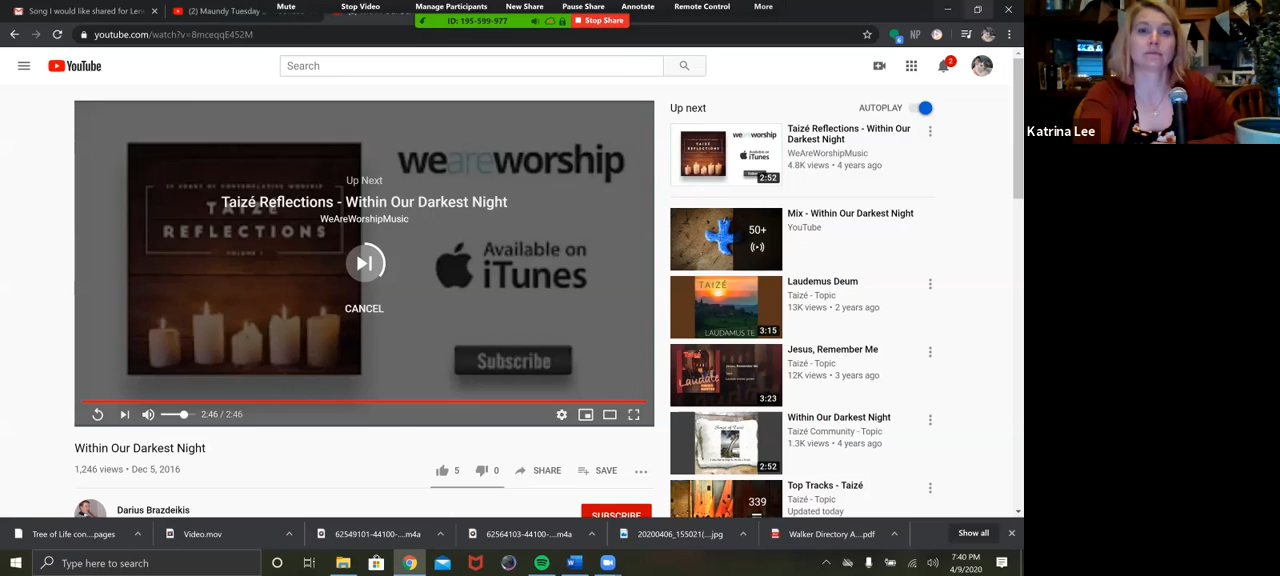 Mute
Stop Video
Manage Participants
New Share
Pause Share
Annotate
Remote Control
More
Song I would like shared for Len
(2) Maundy Tuesday
ID: 195-599-977
Stop Share
youtube.com/watch?v=8mceqqE452M
NP
YouTube
Search
2
Katrina Lee
TAIZÉ
REFLECTIONS
weareworship
Up Next
Taizé Reflections - Within Our Darkest Night
WeAreWorshipMusic
Available on
iTunes
CANCEL
Subscribe
2:46 / 2:46
Within Our Darkest Night
1,246 views • Dec 5, 2016
5
0
SHARE
SAVE
Darius Brazdeikis
SUBSCRIBE
Up next
AUTOPLAY
Taizé Reflections - Within Our
Darkest Night
WeAreWorshipMusic
4.8K views • 4 years ago
2:52
Mix - Within Our Darkest Night
YouTube
50+
Laudemus Deum
Taizé - Topic
13K views • 2 years ago
TAIZÉ
LAUDAMUS TE
3:15
Jesus, Remember Me
Taizé - Topic
12K views • 3 years ago
Laudate
3:23
Within Our Darkest Night
Taizé Community - Topic
1.3K views • 4 years ago
2:52
Top Tracks - Taizé
Taizé - Topic
Updated today
339
Tree of Life con....pages
Video.mov
62549101-44100-....m4a
62564103-44100-....m4a
20200406_155021(....jpg
Walker Directory A....pdf
Show all
Type here to search
7:40 PM
4/9/2020